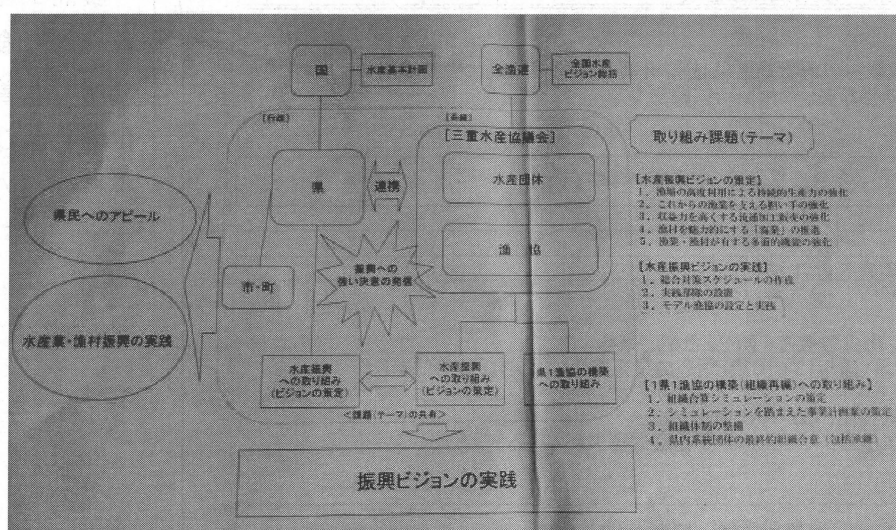 国
水産基本計画
全漁連
全国水産
ビジョン総括
[行政]
[系統]
[三重水産協議会]
取り組み課題(テーマ)
県
連携
水産団体
漁協
県民へのアピール
水産業・漁村振興の実践
市・町
振興への
強い決意の発信
[水産振興ビジョンの策定]
1. 漁場の高度利用による持続的生産力の強化
2. これからの漁業を支える担い手の強化
3. 収益力を高くする流通加工販売の強化
4. 漁村を魅力的にする「漁業」の推進
5. 漁業・漁村が有する多面的機能の強化
[水産振興ビジョンの実践]
1. 総合対策スケジュールの作成
2. 実践部隊の設置
3. モデル漁協の設定と実践
水産振興
への取り組み
(ビジョンの策定)
水産振興
への取り組み
(ビジョンの策定)
県1漁協の構築
への取り組み
<課題(テーマ)の共有>
[1県1漁協の構築(組織再編)への取り組み]
1. 組織合算シミュレーションの策定
2. シミュレーションを踏まえた事業計画案の策定
3. 組織体制の整備
4. 県内系統団体の最終的組織合意(包括承継)
振興ビジョンの実践